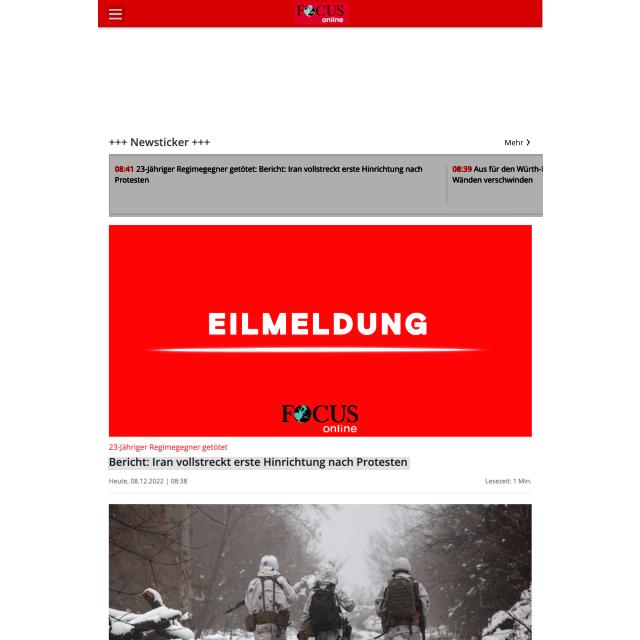 FOCUS
online
+++ Newsticker +++
Mehr
08:41 23-Jähriger Regimegegner getötet: Bericht: Iran vollstreckt erste Hinrichtung nach
Protesten
08:39 Aus für den Würth-
Wänden verschwinden
EILMELDUNG
FOCUS
online
23-Jähriger Regimegegner getötet
Bericht: Iran vollstreckt erste Hinrichtung nach Protesten
Heute, 08.12.2022 | 08:38
Lesezeit: 1 Min.